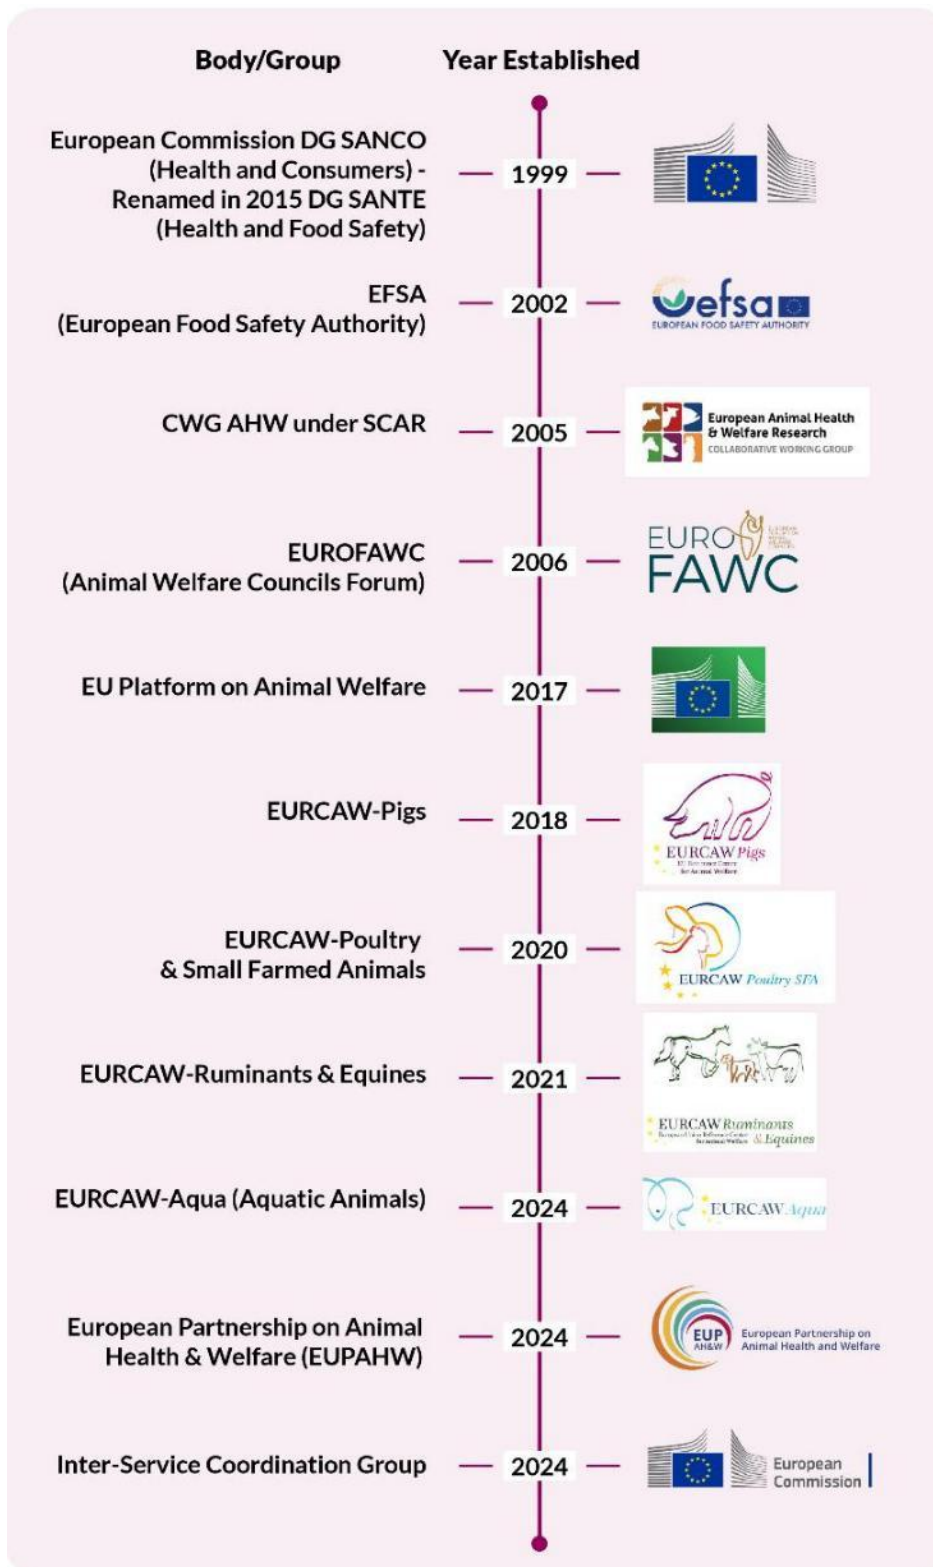 Body/Group
Year Established
European Commission DG SANCO
(Health and Consumers) -
Renamed in 2015 DG SANTE
(Health and Food Safety)
1999
EFSA
(European Food Safety Authority)
2002
efsa
EUROPEAN FOOD SAFETY AUTHORITY
CWG AHW under SCAR
2005
European Animal Health
& Welfare Research
COLLABORATIVE WORKING GROUP
EUROFAWC
(Animal Welfare Councils Forum)
2006
EURO
FAWC
EU Platform on Animal Welfare
2017
EURCAW-Pigs
2018
EURCAW Pigs
for Animal Welfare
EURCAW-Poultry
& Small Farmed Animals
2020
EURCAW Poultry SFA
EURCAW-Ruminants & Equines
2021
EURCAW Ruminants
& Equines
EURCAW-Aqua (Aquatic Animals)
2024
EURCAW Aqua
European Partnership on Animal
Health & Welfare (EUPAHW)
2024
EUP
AH&W
European Partnership on
Animal Health and Welfare
Inter-Service Coordination Group
2024
European
Commission